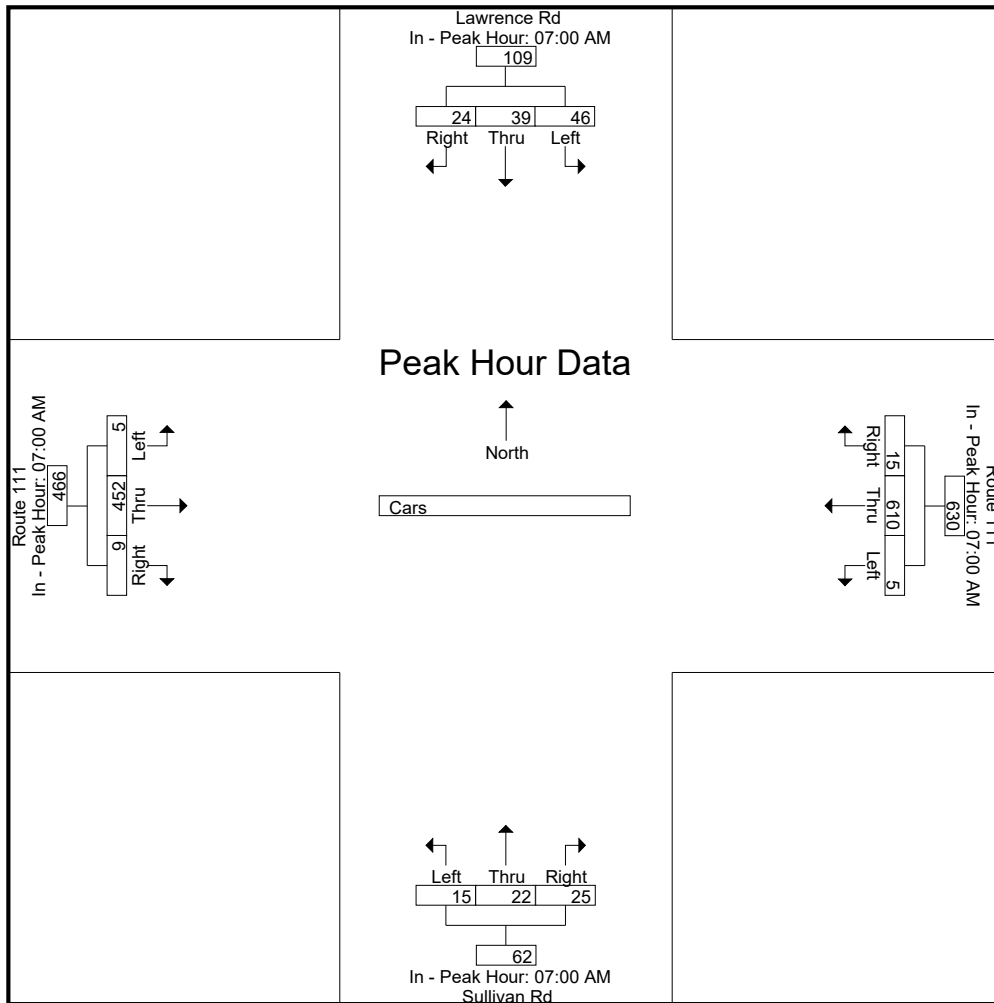 Lawrence Rd
In - Peak Hour: 07:00 AM
109
24 39 46
Right Thru Left
Peak Hour Data
North
Cars
Route 111
In - Peak Hour: 07:00 AM
466
5 452 9
Left Thru Right
Right Thru Left
15 610 5
630
In - Peak Hour: 07:00 AM
Route 111
Left Thru Right
15 22 25
62
In - Peak Hour: 07:00 AM
Sullivan Rd